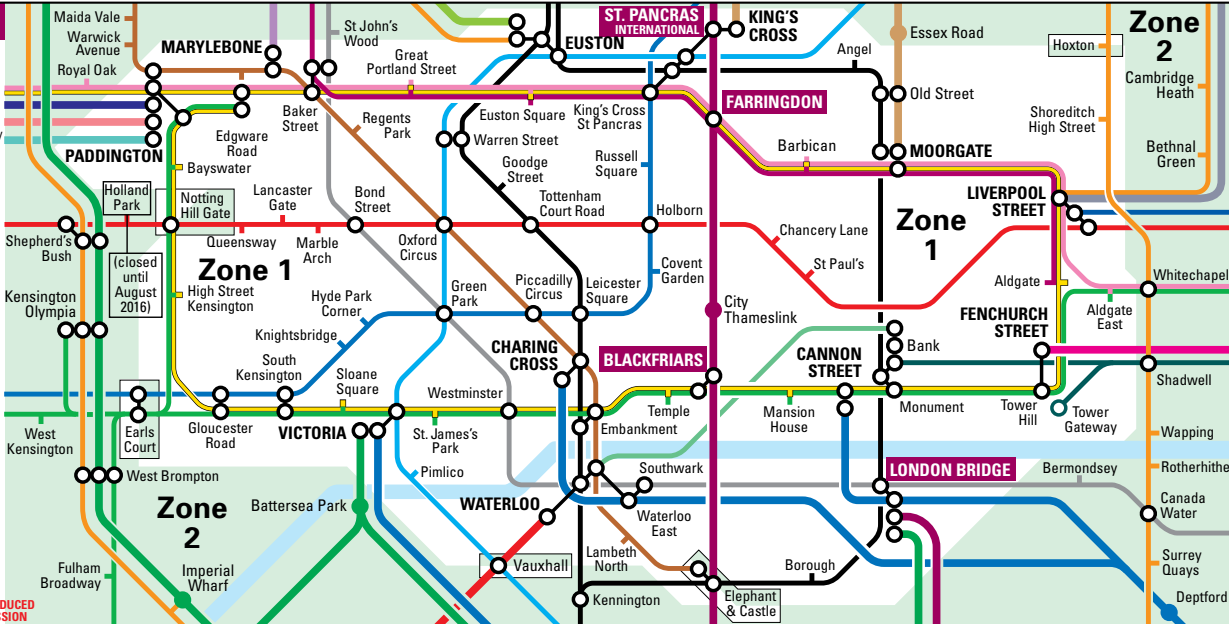 Maida Vale
Warwick
Avenue
Royal Oak
MARYLEBONE
St John's
Wood
Great
Portland Street
EUSTON
ST. PANCRAS
INTERNATIONAL
KING'S
CROSS
Angel
Essex Road
Hoxton
Zone
2
Cambridge
Heath
Old Street
Shoreditch
High Street
Bethnal
Green
PADDINGTON
Edgware
Road
Baker
Street
Regents
Park
Euston Square
King's Cross
St Pancras
FARRINGDON
Barbican
MOORGATE
Bayswater
Warren Street
Goodge
Street
Russell
Square
LIVERPOOL
STREET
Holland
Park
Notting
Hill Gate
Lancaster
Gate
Bond
Street
Tottenham
Court Road
Holborn
Chancery Lane
Zone
1
Shepherd's
Bush
Queensway
Marble
Arch
Oxford
Circus
St Paul's
(closed
until
August
2016)
Zone 1
High Street
Kensington
Kensington
Olympia
Hyde Park
Corner
Green
Park
Piccadilly
Circus
Leicester
Square
Covent
Garden
City
Thameslink
Aldgate
Whitechapel
Aldgate
East
FENCHURCH
STREET
Knightsbridge
CHARING
CROSS
BLACKFRIARS
CANNON
STREET
Bank
South
Kensington
Sloane
Square
Westminster
Shadwell
West
Kensington
Earls
Court
Gloucester
Road
VICTORIA
St. James's
Park
Embankment
Temple
Mansion
House
Monument
Tower
Hill
Tower
Gateway
Wapping
West Brompton
Pimlico
Southwark
LONDON BRIDGE
Bermondsey
Rotherhithe
Zone
2
Battersea Park
WATERLOO
Waterloo
East
Canada
Water
Fulham
Broadway
Imperial
Wharf
Vauxhall
Lambeth
North
Borough
Surrey
Quays
Kennington
Elephant
& Castle
Deptford
DUCED
SSION